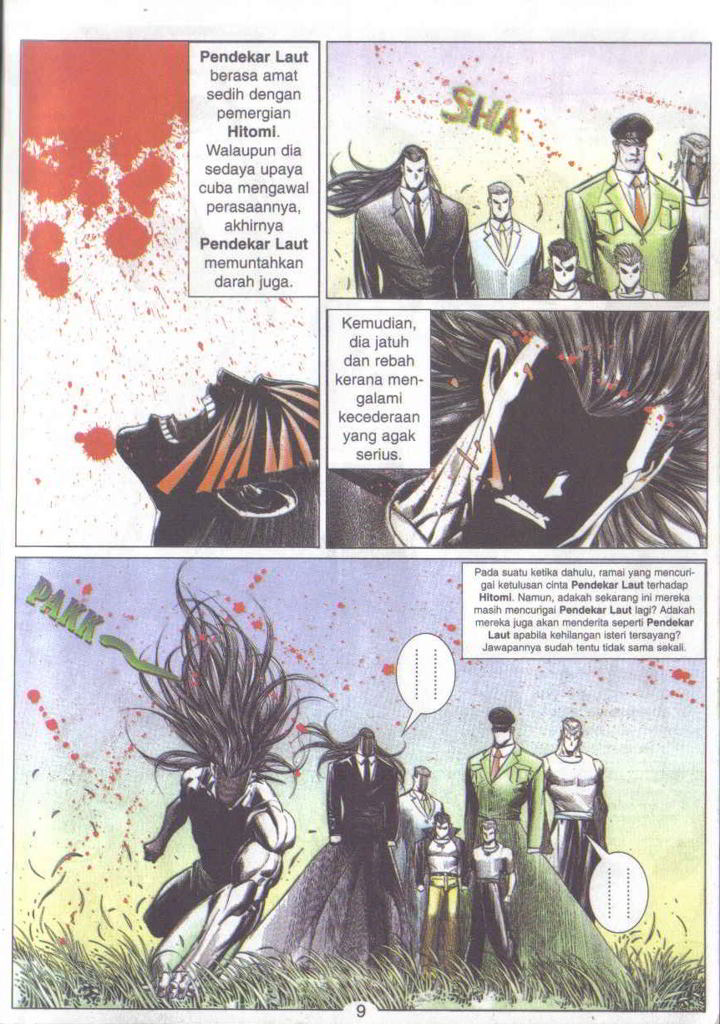 Pendekar Laut
berasa amat
sedih dengan
pemergian
Hitomi.
Walaupun dia
sedaya upaya
cuba mengawal
perasaannya,
akhirnya
Pendekar Laut
memuntahkan
darah juga.
SHA
Kemudian,
dia jatuh
dan rebah
kerana men-
galami
kecederaan
yang agak
serius.
PAKK
Pada suatu ketika dahulu, ramai yang mencuri-
gai ketulusan cinta Pendekar Laut terhadap
Hitomi. Namun, adakah sekarang ini mereka
masih mencurigai Pendekar Laut lagi? Adakah
mereka juga akan menderita seperti Pendekar
Laut apabila kehilangan isteri tersayang?
Jawapannya sudah tentu tidak sama sekali.
9